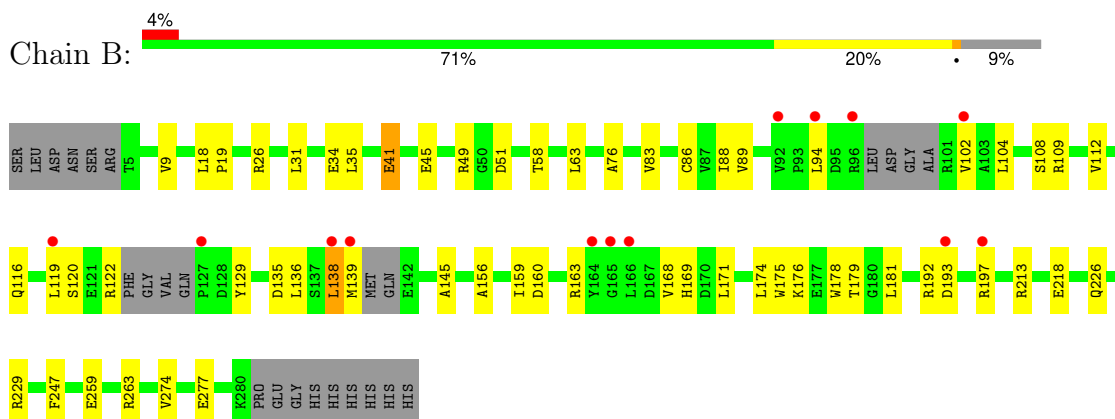 4%
Chain B:
71% 20% • 9%
SER LEU ASP ASN SER ARG T5 V9 L18 P19 R26 L31 E34 L35 E41 E45 R49 G50 D51 T58 L63 A76 V83 C86 V87 I88 V89 V92 P93 L94 D95 R96 LEU ASP GLY ALA R101 V102 A103 L104 S108 R109 V112
Q116 L119 S120 E121 R122 PHE GLY VAL GLN P127 D128 Y129 D135 L136 S137 L138 M139 MET GLN E142 A145 A156 I159 D160 R163 Y164 G165 L166 D167 V168 H169 D170 L171 L174 W175 K176 E177 W178 T179 G180 L181 R192 D193 R197 R213 E218 Q226
R229 F247 E259 R263 V274 E277 K280 PRO GLU GLY HIS HIS HIS HIS HIS HIS